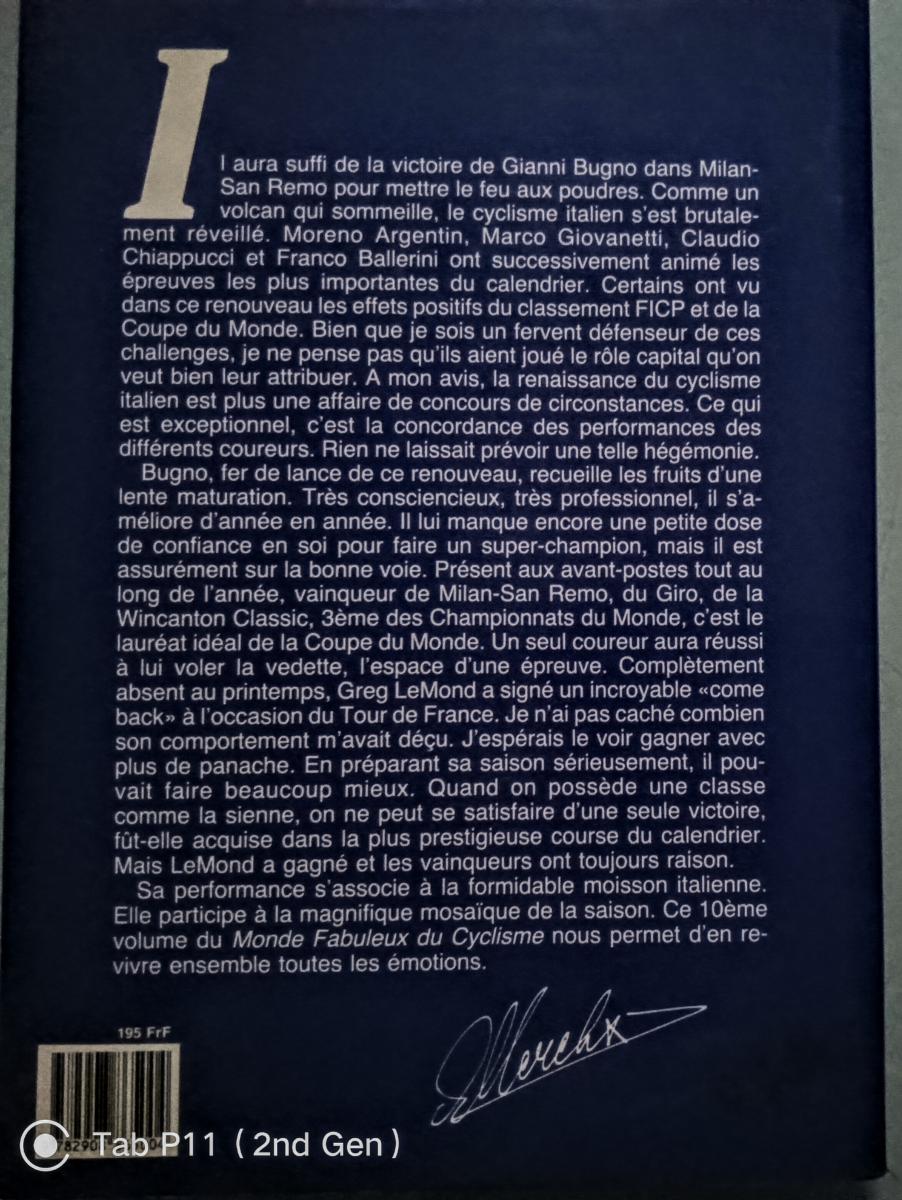 Il aura suffi de la victoire de Gianni Bugno dans Milan-
San Remo pour mettre le feu aux poudres. Comme un
volcan qui sommeille, le cyclisme italien s'est brutale-
ment réveillé. Moreno Argentin, Marco Giovanetti, Claudio
Chiappucci et Franco Ballerini ont successivement animé les
épreuves les plus importantes du calendrier. Certains ont vu
dans ce renouveau les effets positifs du classement FICP et de la
Coupe du Monde. Bien que je sois un fervent défenseur de ces
challenges, je ne pense pas qu'ils aient joué le rôle capital qu'on
veut bien leur attribuer. A mon avis, la renaissance du cyclisme
italien est plus une affaire de concours de circonstances. Ce qui
est exceptionnel, c'est la concordance des performances des
différents coureurs. Rien ne laissait prévoir une telle hégémonie.
Bugno, fer de lance de ce renouveau, recueille les fruits d'une
lente maturation. Très consciencieux, très professionnel, il s'a-
méliore d'année en année. Il lui manque encore une petite dose
de confiance en soi pour faire un super-champion, mais il est
assurément sur la bonne voie. Présent aux avant-postes tout au
long de l'année, vainqueur de Milan-San Remo, du Giro, de la
Wincanton Classic, 3ème des Championnats du Monde, c'est le
lauréat idéal de la Coupe du Monde. Un seul coureur aura réussi
à lui voler la vedette, l'espace d'une épreuve. Complètement
absent au printemps, Greg LeMond a signé un incroyable «come
back» à l'occasion du Tour de France. Je n'ai pas caché combien
son comportement m'avait déçu. J'espérais le voir gagner avec
plus de panache. En préparant sa saison sérieusement, il pou-
vait faire beaucoup mieux. Quand on possède une classe
comme la sienne, on ne peut se satisfaire d'une seule victoire,
fût-elle acquise dans la plus prestigieuse course du calendrier.
Mais LeMond a gagné et les vainqueurs ont toujours raison.
Sa performance s'associe à la formidable moisson italienne.
Elle participe à la magnifique mosaïque de la saison. Ce 10ème
volume du Monde Fabuleux du Cyclisme nous permet d'en re-
vivre ensemble toutes les émotions.
EMerckx
195 FrF
Tab P11 (2nd Gen)